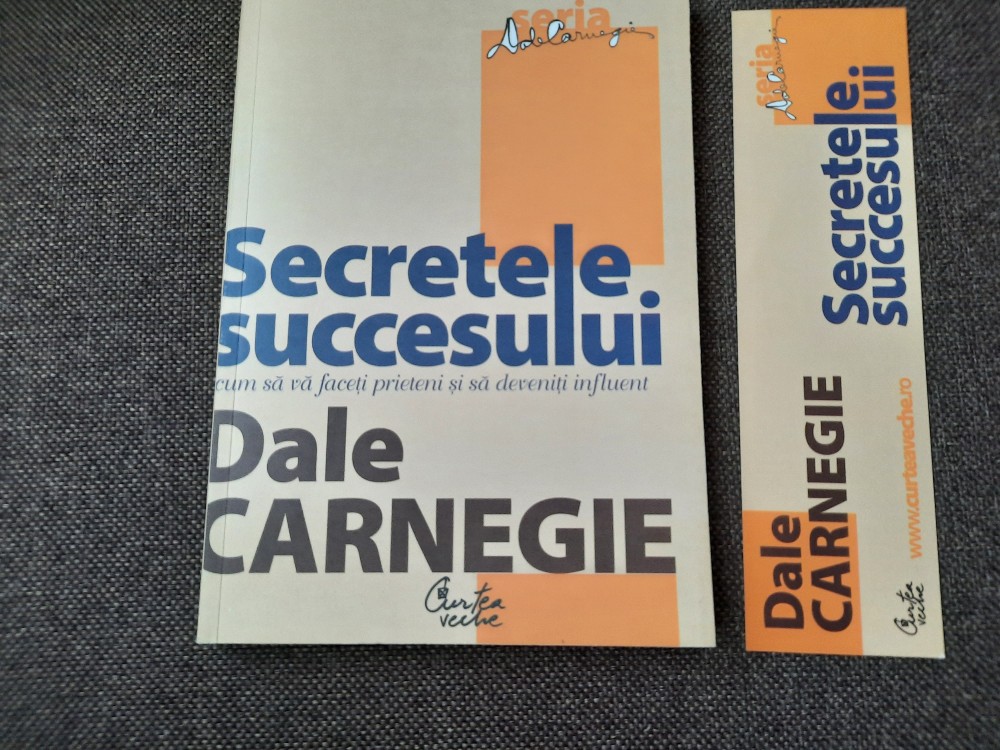 seria
Dale Carnegie
Secretele
succesului
cum să vă faceți prieteni și să deveniți influent
Dale
CARNEGIE
Curtea
veche
seria
Dale Carnegie
Secretele
succesului
Dale
CARNEGIE
www.curteaveche.ro
Curtea
veche